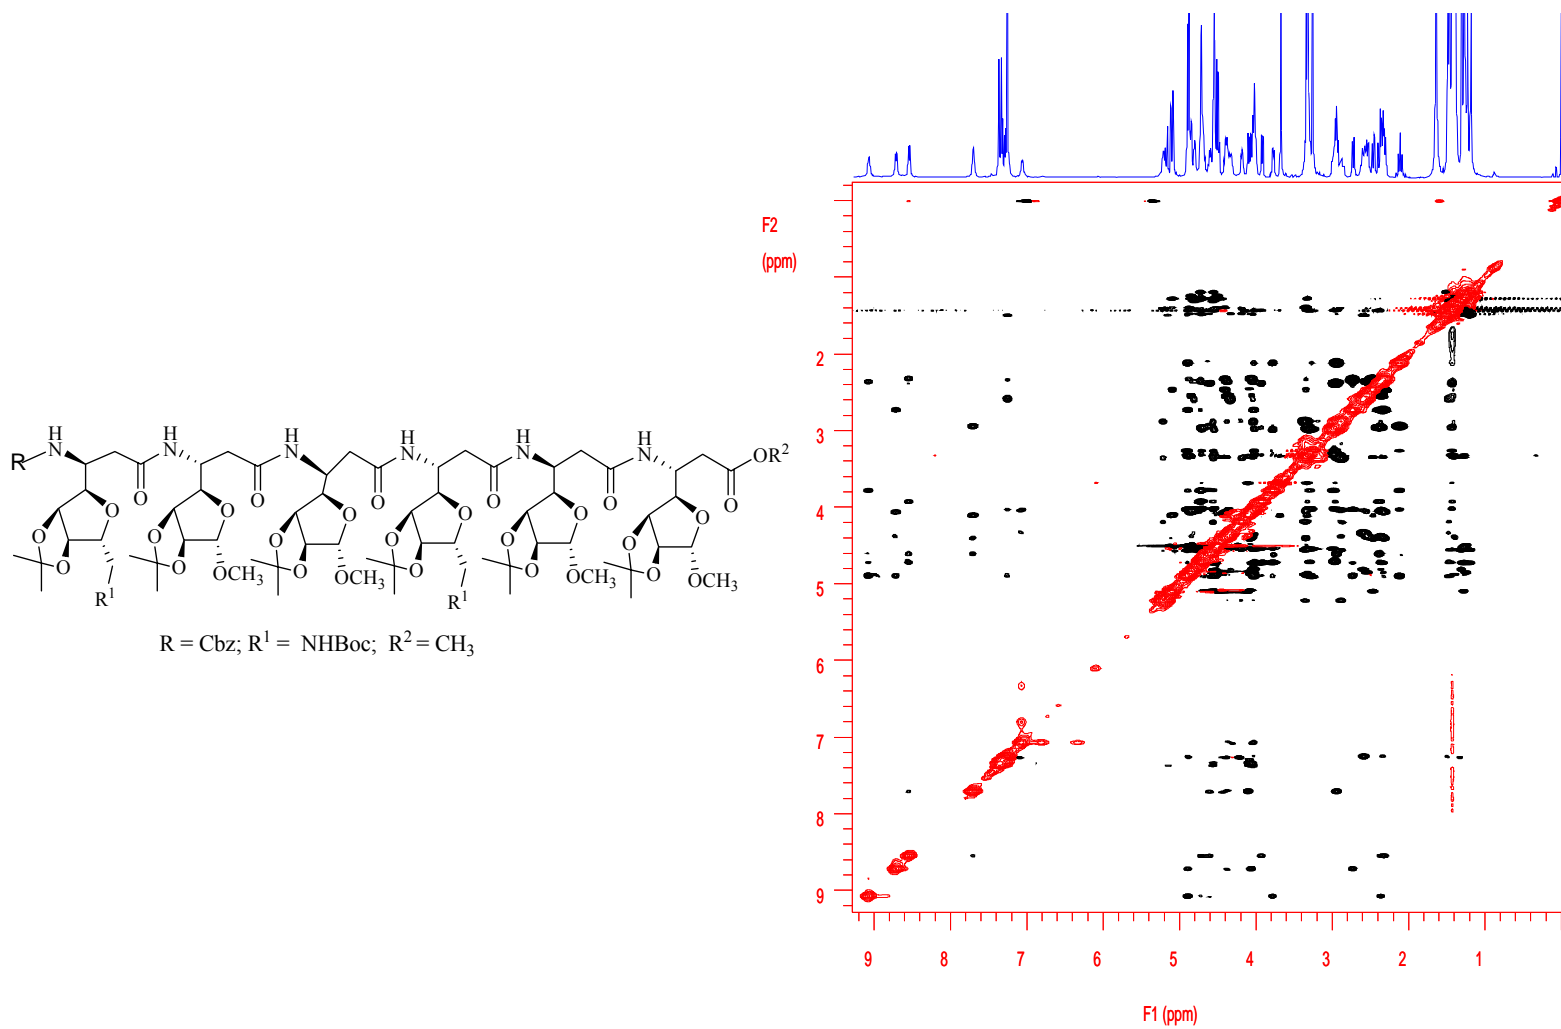 H H H H H H
R N N N N N N OR²
O O O O O O
O O O O O O
O O O O O O
O O O O O O
OCH₃ OCH₃ OCH₃ OCH₃
R¹ R¹
R = Cbz; R¹ = NHBoc; R² = CH₃
F2
(ppm)
2
3
4
5
6
7
8
9
9 8 7 6 5 4 3 2 1
F1 (ppm)